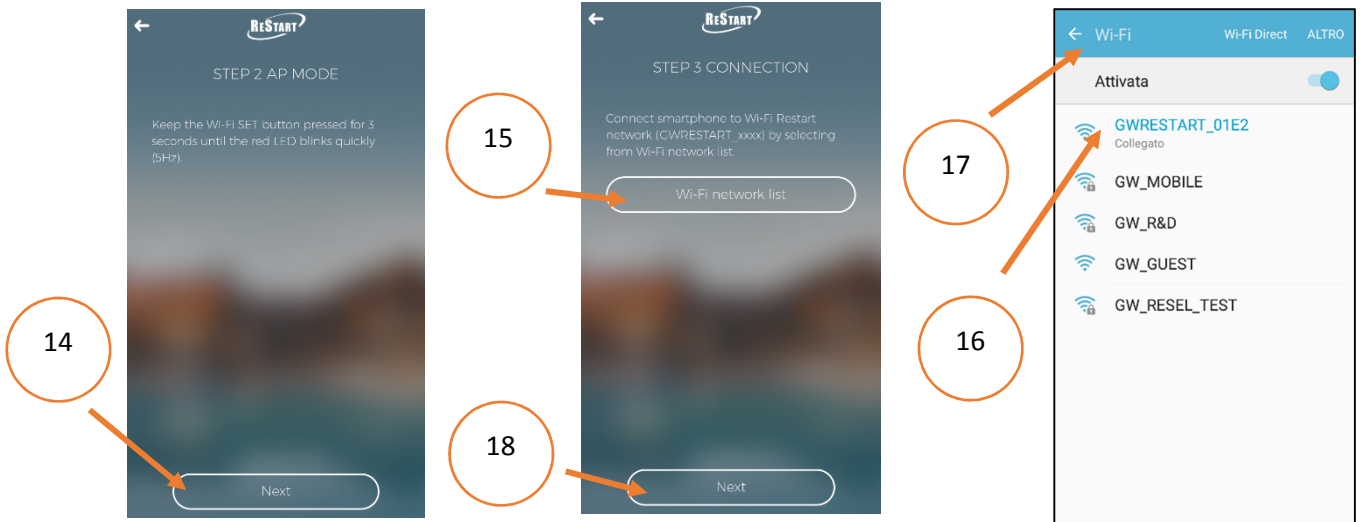 RESTART
STEP 2 AP MODE
Keep the Wi-Fi SET button pressed for 3
seconds until the red LED blinks quickly
(5Hz).
14
Next
RESTART
STEP 3 CONNECTION
15
Connect smartphone to Wi-Fi Restart
network (GWRESTART_xxxx) by selecting
from Wi-Fi network list.
Wi-Fi network list
18
Next
Wi-Fi Wi-Fi Direct ALTRO
Attivata
17
GWRESTART_01E2
Collegato
GW_MOBILE
GW_R&D
GW_GUEST
GW_RESEL_TEST
16